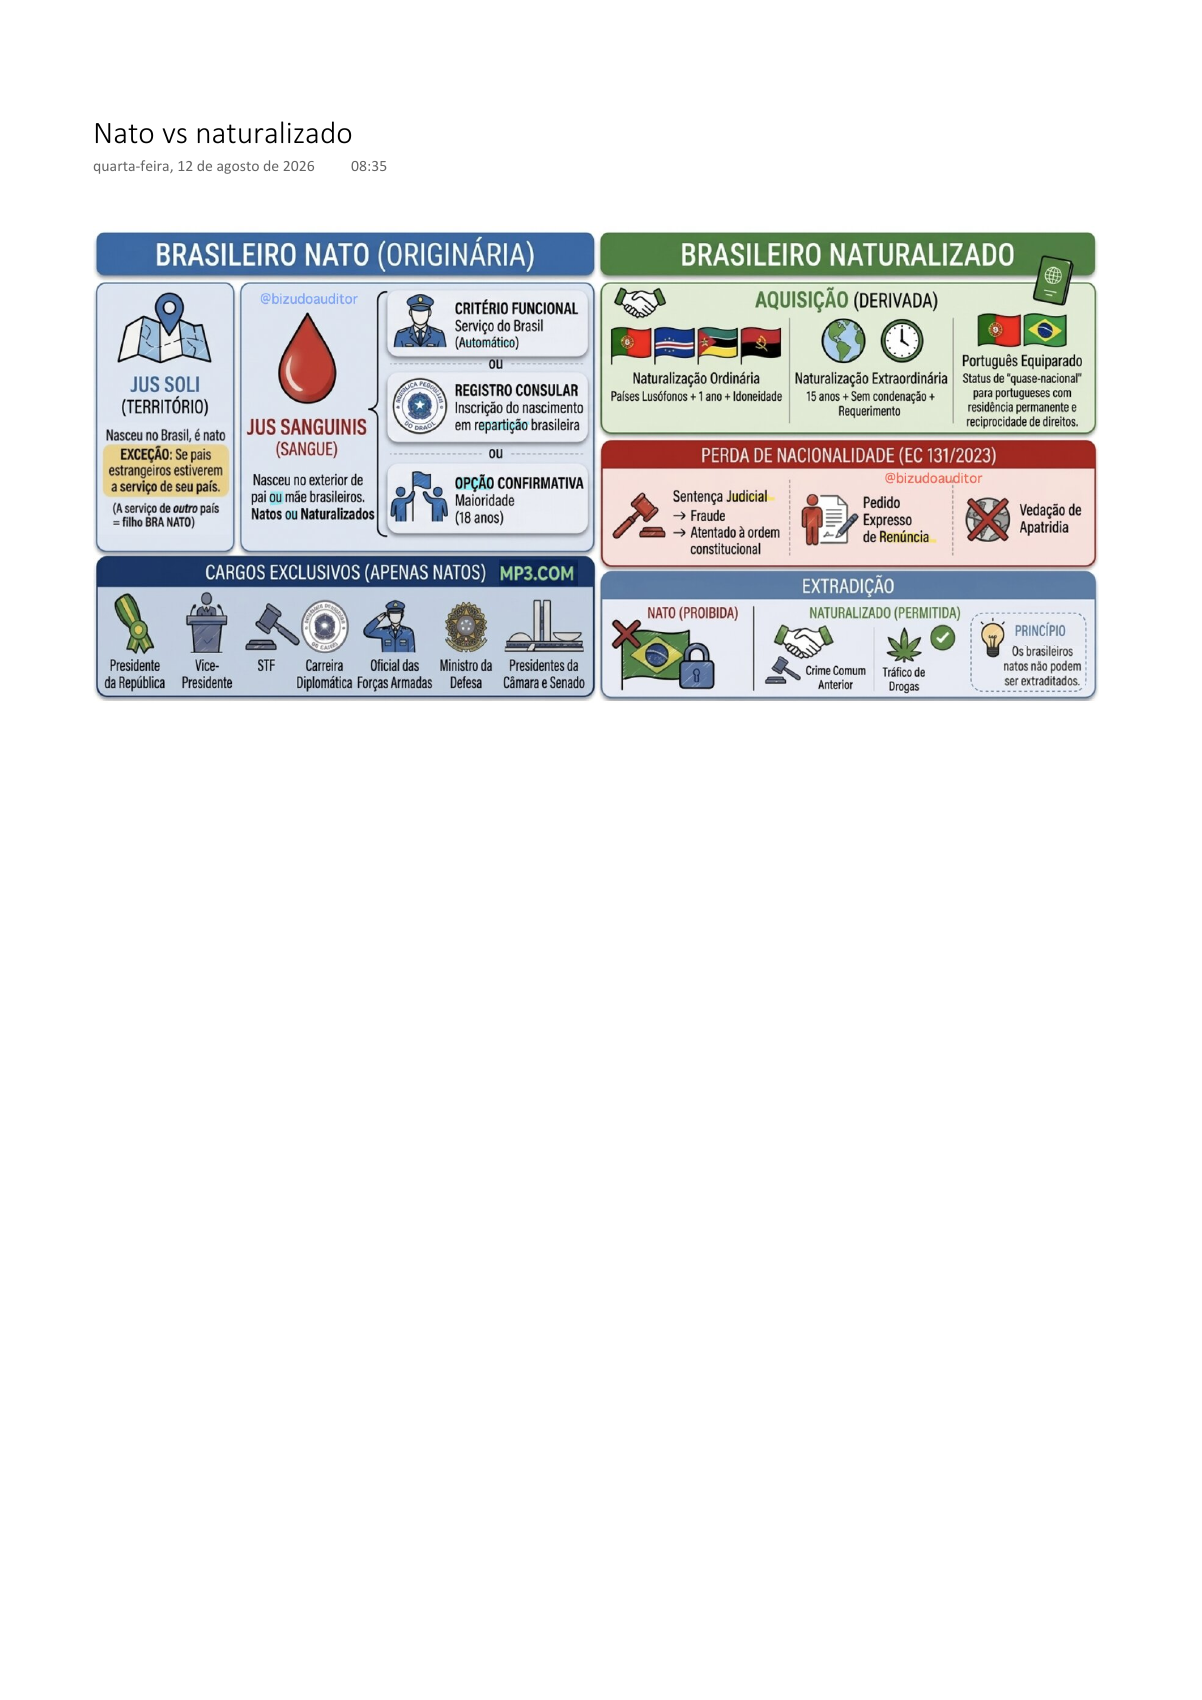 Nato vs naturalizado
quarta-feira, 12 de agosto de 2026 08:35
BRASILEIRO NATO (ORIGINÁRIA)
JUS SOLI
(TERRITÓRIO)
Nasceu no Brasil, é nato
EXCEÇÃO: Se pais
estrangeiros estiverem
a serviço de seu país.
(A serviço de outro país
= filho BRA NATO)
@bizudoauditor
JUS SANGUINIS
(SANGUE)
Nasceu no exterior de
pai ou mãe brasileiros.
Natos ou Naturalizados
CRITÉRIO FUNCIONAL
Serviço do Brasil
(Automático)
ou
REGISTRO CONSULAR
Inscrição do nascimento
em repartição brasileira
ou
OPÇÃO CONFIRMATIVA
Maioridade
(18 anos)
CARGOS EXCLUSIVOS (APENAS NATOS) MP3.COM
Presidente
da República
Vice-
Presidente
STF
Carreira
Diplomática
Oficial das
Forças Armadas
Ministro da
Defesa
Presidentes da
Câmara e Senado
BRASILEIRO NATURALIZADO
AQUISIÇÃO (DERIVADA)
Naturalização Ordinária
Países Lusófonos + 1 ano + Idoneidade
Naturalização Extraordinária
15 anos + Sem condenação +
Requerimento
Português Equiparado
Status de "quase-nacional"
para portugueses com
residência permanente e
reciprocidade de direitos.
PERDA DE NACIONALIDADE (EC 131/2023)
@bizudoauditor
Sentença Judicial
→ Fraude
→ Atentado à ordem
constitucional
Pedido
Expresso
de Renúncia
Vedação de
Apatridia
EXTRADIÇÃO
NATO (PROIBIDA)
NATURALIZADO (PERMITIDA)
Crime Comum
Anterior
Tráfico de
Drogas
PRINCÍPIO
Os brasileiros
natos não podem
ser extraditados.